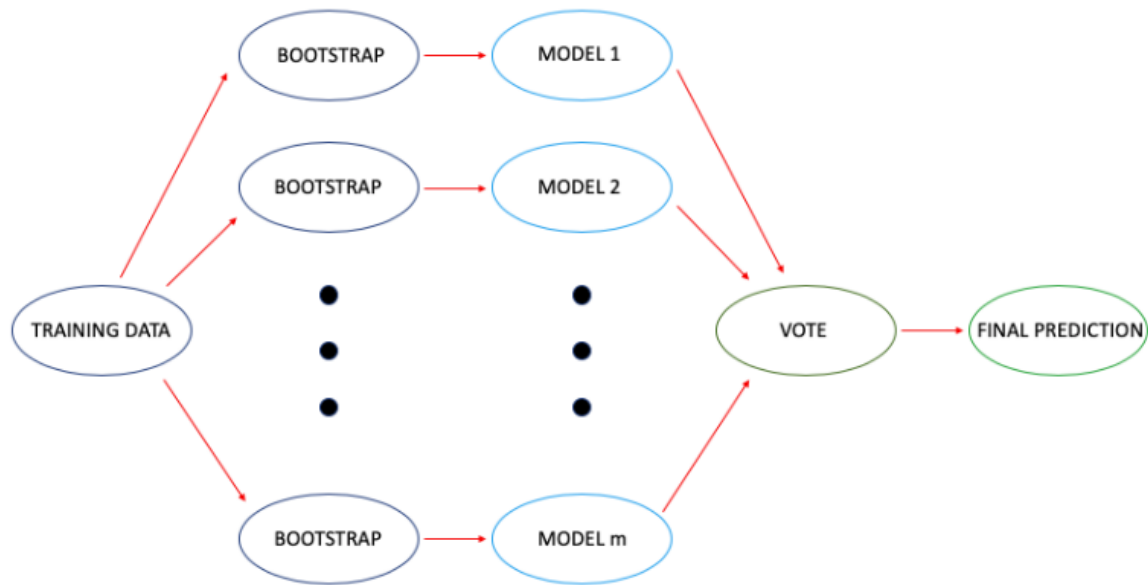 BOOTSTRAP
MODEL 1
BOOTSTRAP
MODEL 2
TRAINING DATA
VOTE
FINAL PREDICTION
BOOTSTRAP
MODEL m